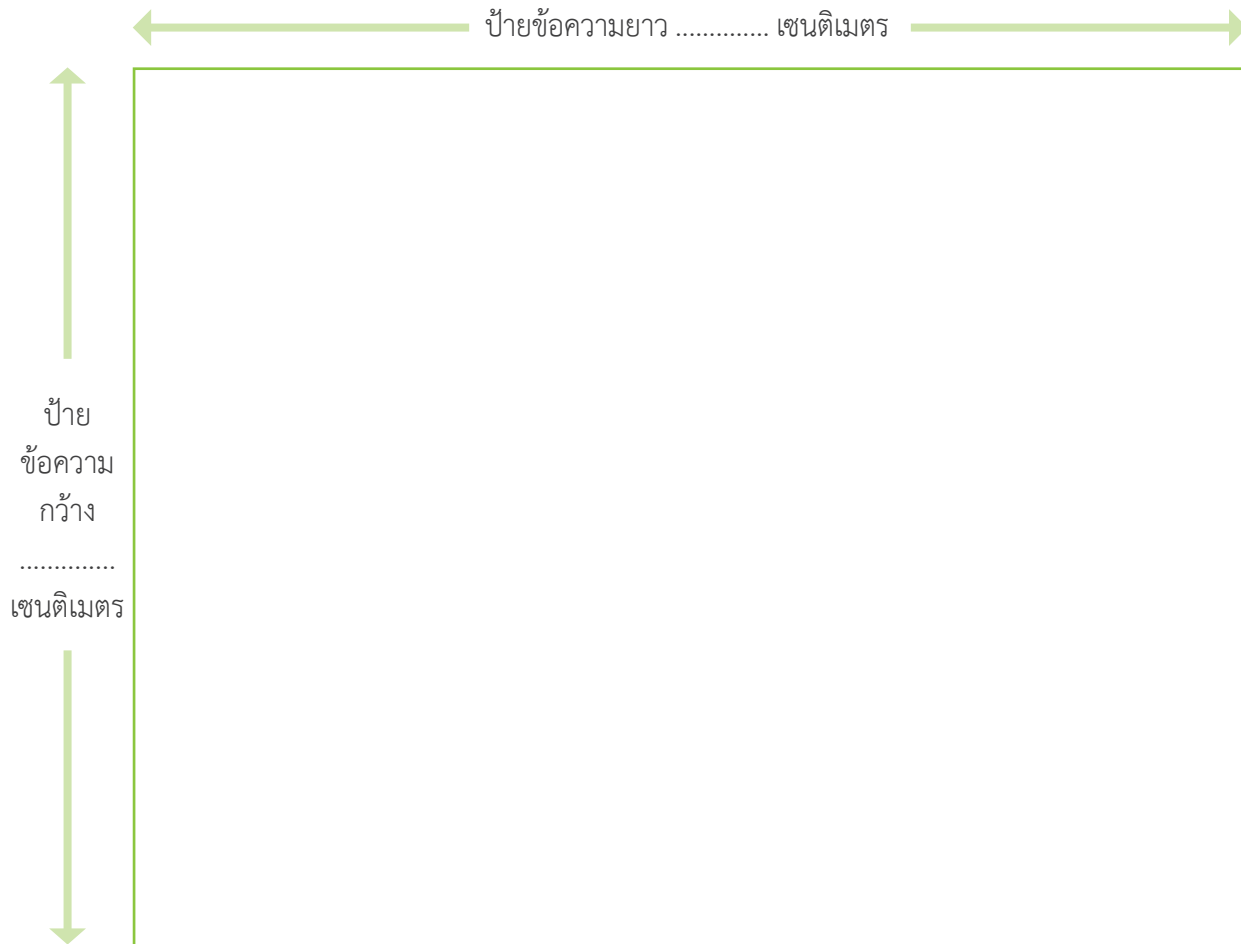 ป้ายข้อความยาว .............. เซนติเมตร
ป้าย
ข้อความ
กว้าง
..............
เซนติเมตร